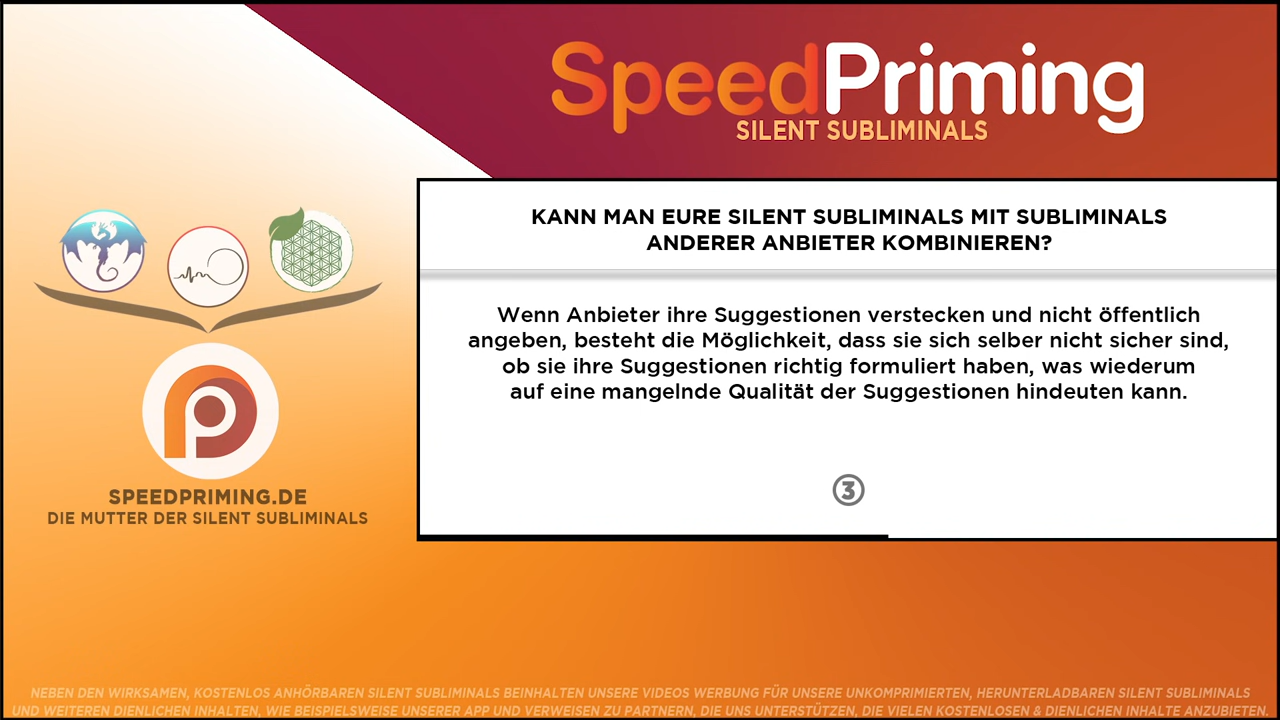 SpeedPriming
SILENT SUBLIMINALS
KANN MAN EURE SILENT SUBLIMINALS MIT SUBLIMINALS
ANDERER ANBIETER KOMBINIEREN?
Wenn Anbieter ihre Suggestionen verstecken und nicht öffentlich
angeben, besteht die Möglichkeit, dass sie sich selber nicht sicher sind,
ob sie ihre Suggestionen richtig formuliert haben, was wiederum
auf eine mangelnde Qualität der Suggestionen hindeuten kann.
3
SPEEDPRIMING.DE
DIE MUTTER DER SILENT SUBLIMINALS
NEBEN DEN WIRKSAMEN, KOSTENLOS ANHÖRBAREN SILENT SUBLIMINALS BEINHALTEN UNSERE VIDEOS WERBUNG FÜR UNSERE UNKOMPRIMIERTEN, HERUNTERLADBAREN SILENT SUBLIMINALS
UND WEITEREN DIENLICHEN INHALTEN, WIE BEISPIELSWEISE UNSERER APP UND VERWEISEN ZU PARTNERN, DIE UNS UNTERSTÜTZEN, DIE VIELEN KOSTENLOSEN & DIENLICHEN INHALTE ANZUBIETEN.